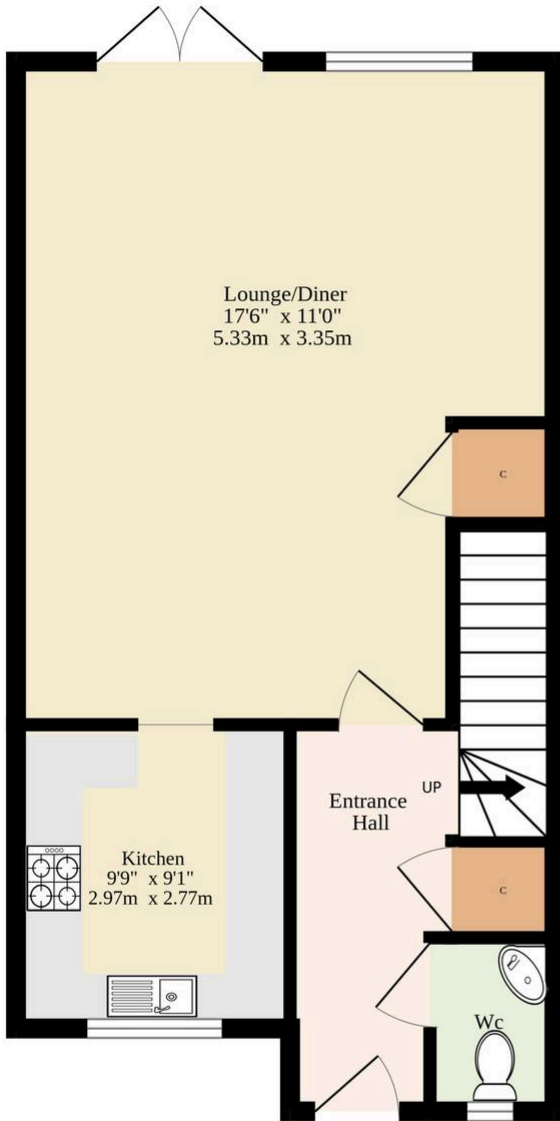 Lounge/Diner
17'6" x 11'0"
5.33m x 3.35m
C
UP
Entrance
Hall
Kitchen
9'9" x 9'1"
2.97m x 2.77m
C
Wc